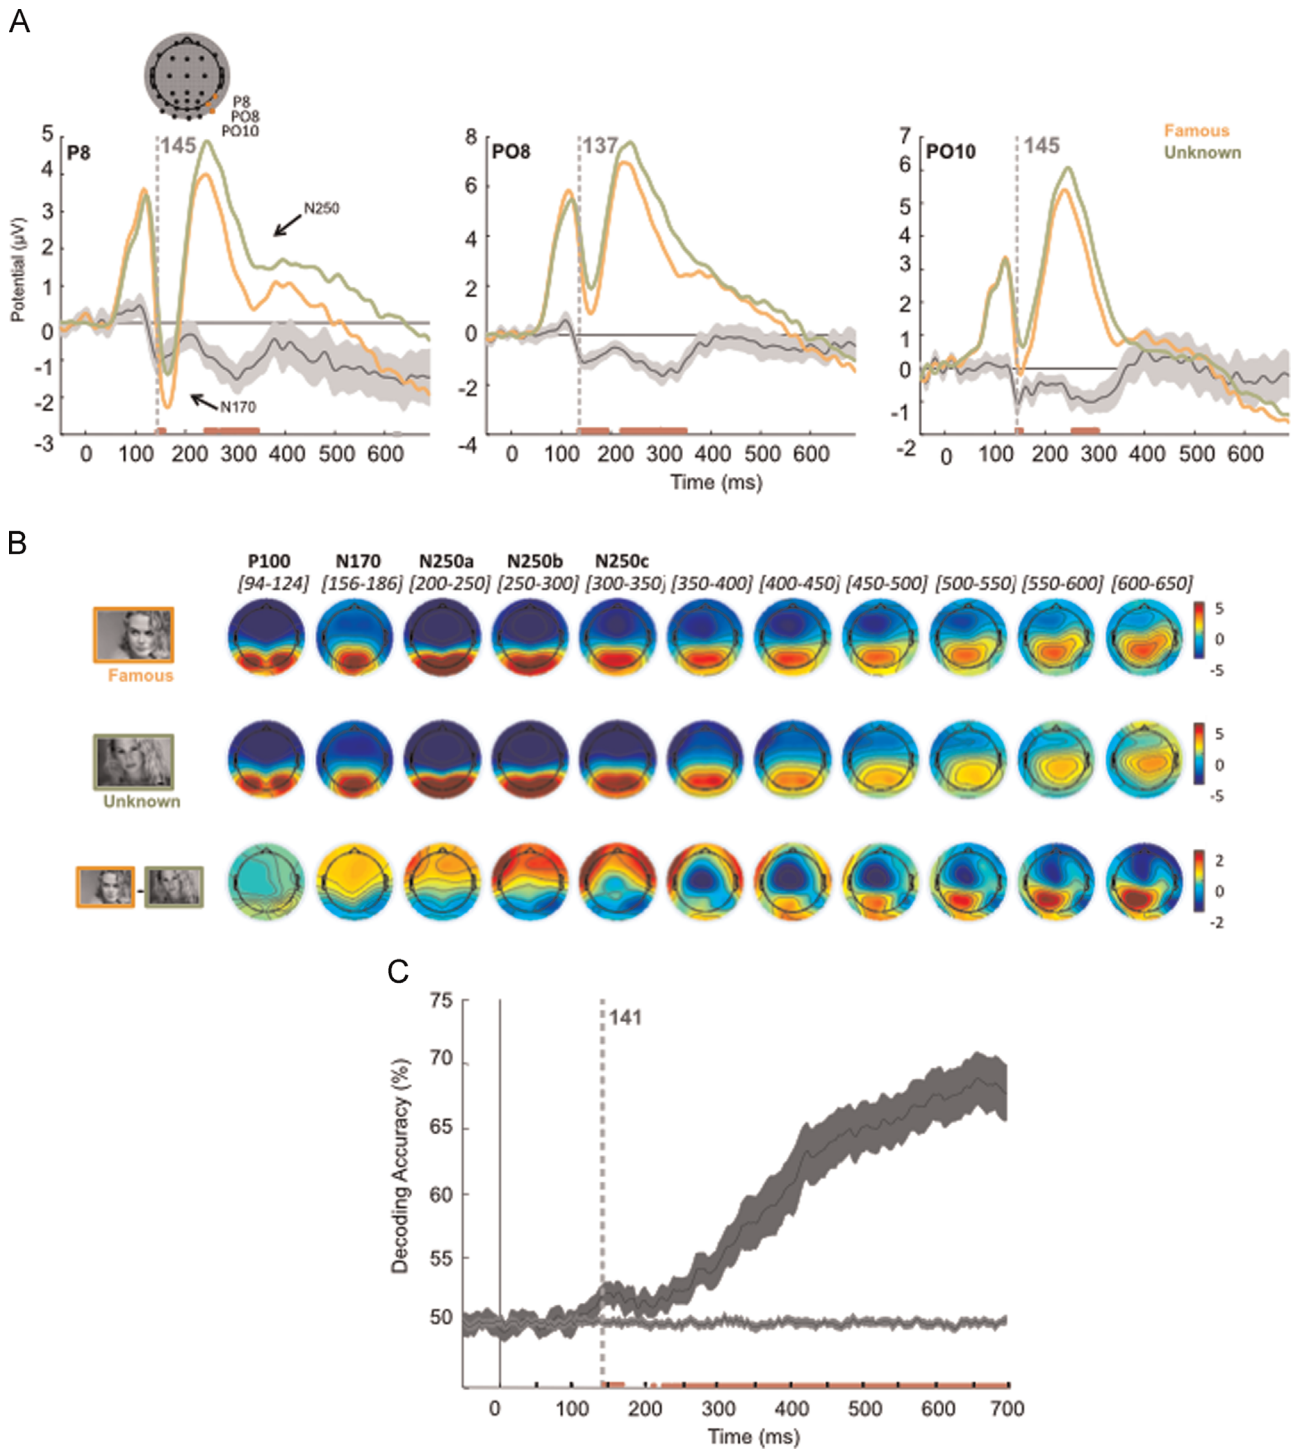 A
P8
PO8
PO10
5
4
3
2
1
0
-1
-2
-3
P8
145
N250
N170
Potential (µV)
0 100 200 300 400 500 600
8
6
4
2
0
-2
-4
PO8
137
0 100 200 300 400 500 600
Time (ms)
7
6
5
4
3
2
1
0
-1
-2
PO10
145
Famous
Unknown
0 100 200 300 400 500 600
B
P100 N170 N250a N250b N250c
[94-124] [156-186] [200-250] [250-300] [300-350] [350-400] [400-450] [450-500] [500-550] [550-600] [600-650]
Famous
5
0
-5
Unknown
5
0
-5
-
2
0
-2
C
75
70
65
60
55
50
141
Decoding Accuracy (%)
0 100 200 300 400 500 600 700
Time (ms)